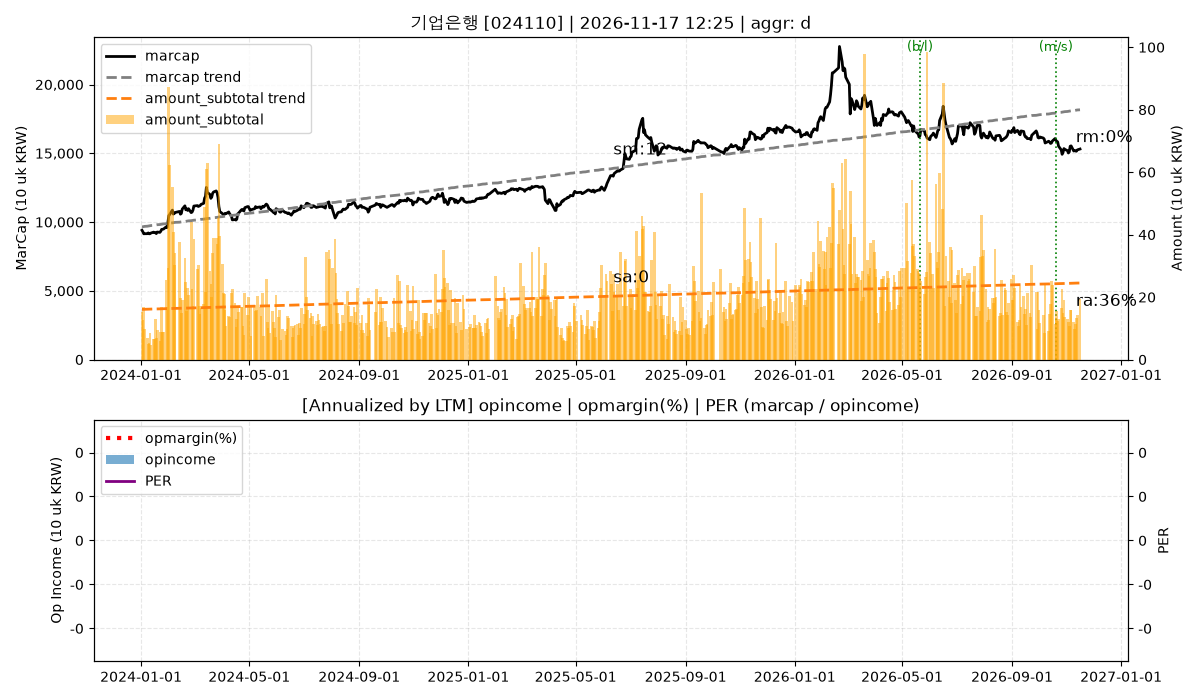 기업은행 [024110] | 2026-11-17 12:25 | aggr: d
marcap
marcap trend
amount_subtotal trend
amount_subtotal
(b/l)
(m/s)
sm:12
rm:0%
sa:0
ra:36%
MarCap (10 uk KRW)
20,000
15,000
10,000
5,000
0
Amount (10 uk KRW)
100
80
60
40
20
0
2024-01-01 2024-05-01 2024-09-01 2025-01-01 2025-05-01 2025-09-01 2026-01-01 2026-05-01 2026-09-01 2027-01-01
[Annualized by LTM] opincome | opmargin(%) | PER (marcap / opincome)
opmargin(%)
opincome
PER
Op Income (10 uk KRW)
0
0
0
-0
-0
PER
0
0
0
-0
-0
2024-01-01 2024-05-01 2024-09-01 2025-01-01 2025-05-01 2025-09-01 2026-01-01 2026-05-01 2026-09-01 2027-01-01